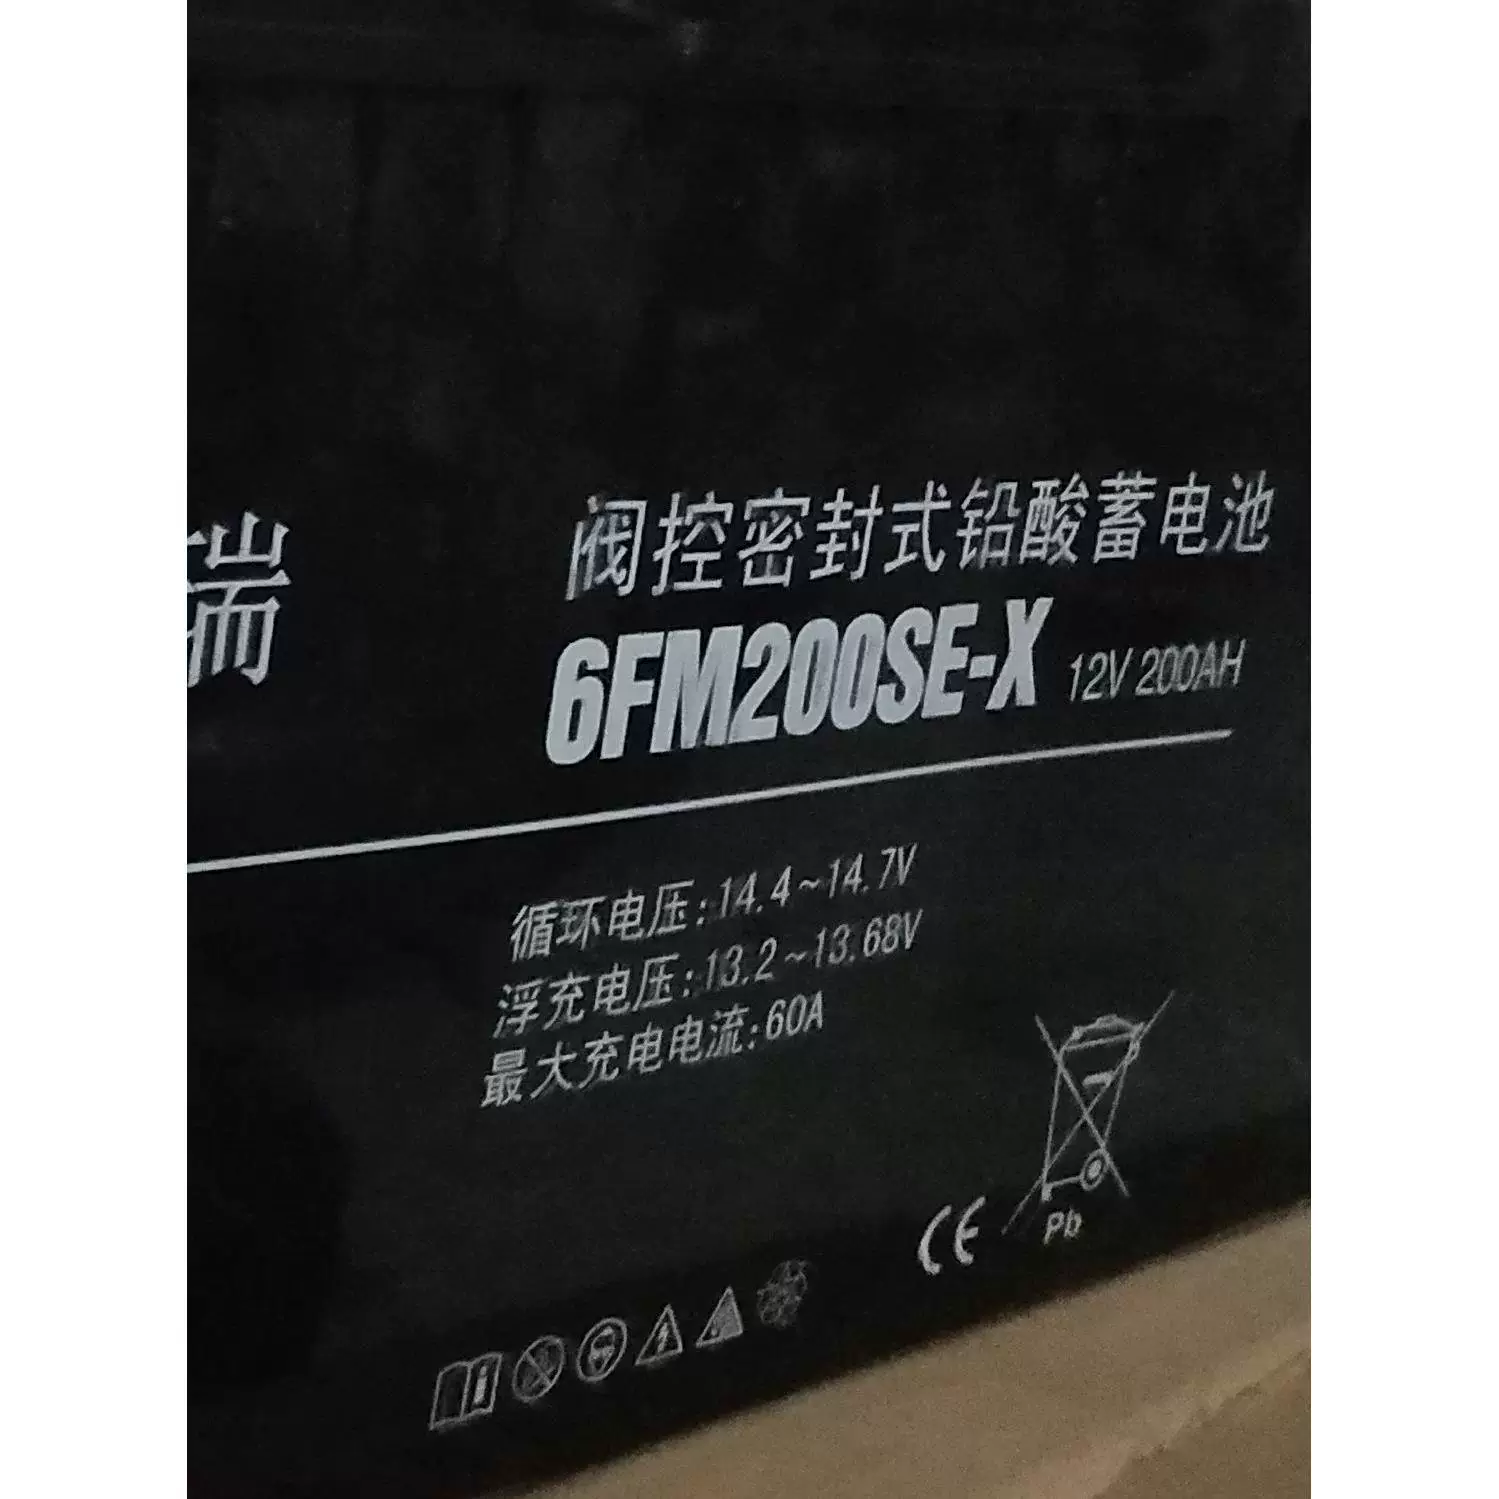 瑞
阀控密封式铅酸蓄电池
6FM200SE-X 12V 200AH
循环电压:14.4~14.7V
浮充电压:13.2~13.68V
最大充电电流:60A
CE
Pb